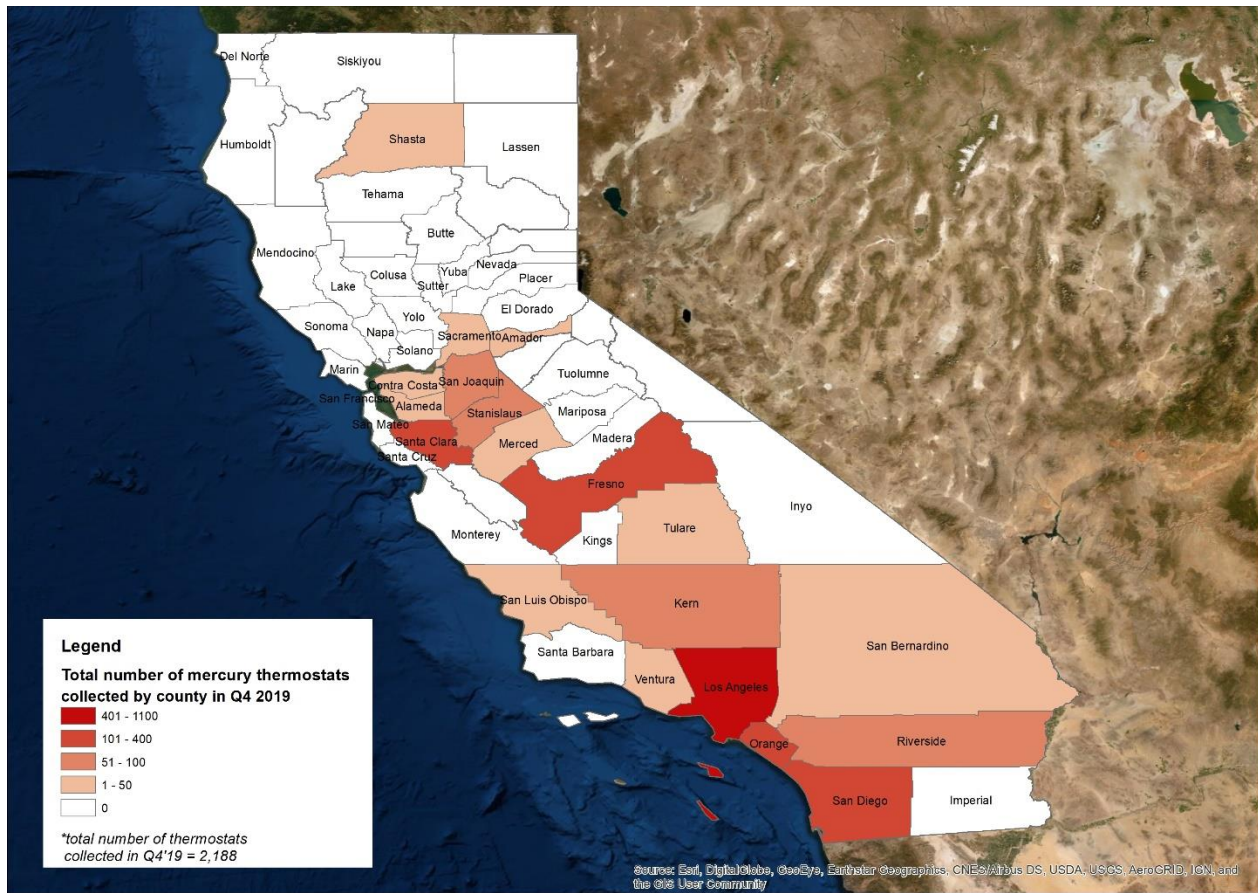 Del Norte
Siskiyou
Shasta
Humboldt
Lassen
Tehama
Butte
Mendocino
Nevada
Yuba
Colusa
Placer
Lake
Sutter
El Dorado
Yolo
Sonoma
Napa
Sacramento
Amador
Solano
Marin
Tuolumne
San Joaquin
Contra Costa
San Francisco
Alameda
Stanislaus
Mariposa
San Mateo
Santa Clara
Merced
Madera
Santa Cruz
Fresno
Inyo
Tulare
Monterey
Kings
San Luis Obispo
Kern
San Bernardino
Santa Barbara
Ventura
Los Angeles
Orange
Riverside
San Diego
Imperial
Legend
Total number of mercury thermostats
collected by county in Q4 2019
401 - 1100
101 - 400
51 - 100
1 - 50
0
*total number of thermostats
collected in Q4'19 = 2,188
Source: Esri, DigitalGlobe, GeoEye, Earthstar Geographics, CNES/Airbus DS, USDA, USGS, AeroGRID, IGN, and
the GIS User Community